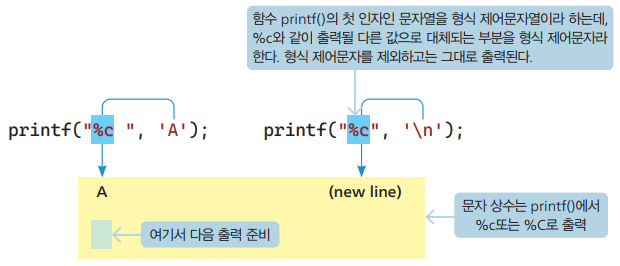 함수 printf()의 첫 인자인 문자열을 형식 제어문자열이라 하는데,
%c와 같이 출력될 다른 값으로 대체되는 부분을 형식 제어문자라
한다. 형식 제어문자를 제외하고는 그대로 출력된다.
printf("%c ", 'A');
printf("%c", '\n');
A
(new line)
여기서 다음 출력 준비
문자 상수는 printf()에서
%c또는 %C로 출력